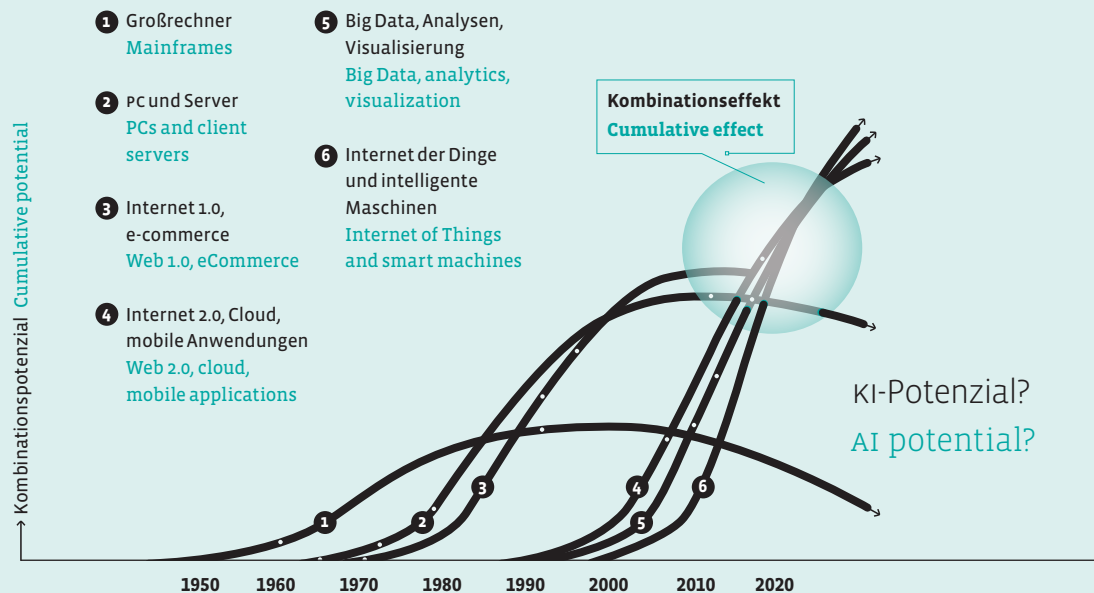 1 Großrechner
Mainframes
2 PC und Server
PCs and client
servers
3 Internet 1.0,
e-commerce
Web 1.0, eCommerce
4 Internet 2.0, Cloud,
mobile Anwendungen
Web 2.0, cloud,
mobile applications
5 Big Data, Analysen,
Visualisierung
Big Data, analytics,
visualization
6 Internet der Dinge
und intelligente
Maschinen
Internet of Things
and smart machines
Kombinationseffekt
Cumulative effect
→ Kombinationspotenzial Cumulative potential
KI-Potenzial?
AI potential?
1
2
3
4
5
6
1950 1960 1970 1980 1990 2000 2010 2020